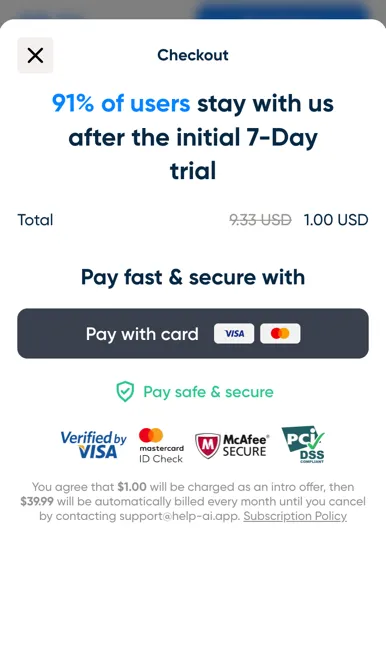 Checkout
91% of users stay with us
after the initial 7-Day
trial
Total 9.33 USD 1.00 USD
Pay fast & secure with
Pay with card VISA
Pay safe & secure
Verified by VISA
mastercard
ID Check
McAfee®
SECURE
PCI
DSS
COMPLIANT
You agree that $1.00 will be charged as an intro offer, then
$39.99 will be automatically billed every month until you cancel
by contacting support@help-ai.app. Subscription Policy